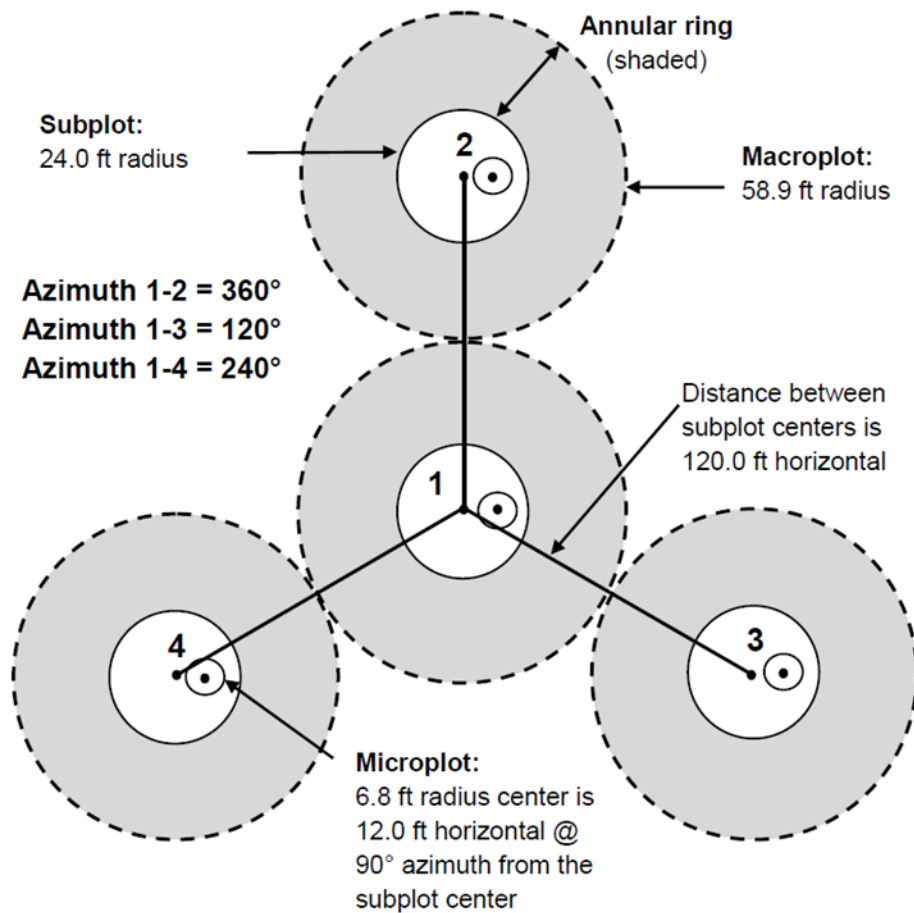 Annular ring
(shaded)
Subplot:
24.0 ft radius
2
Macroplot:
58.9 ft radius
Azimuth 1-2 = 360°
Azimuth 1-3 = 120°
Azimuth 1-4 = 240°
Distance between
subplot centers is
120.0 ft horizontal
1
4
3
Microplot:
6.8 ft radius center is
12.0 ft horizontal @
90° azimuth from the
subplot center